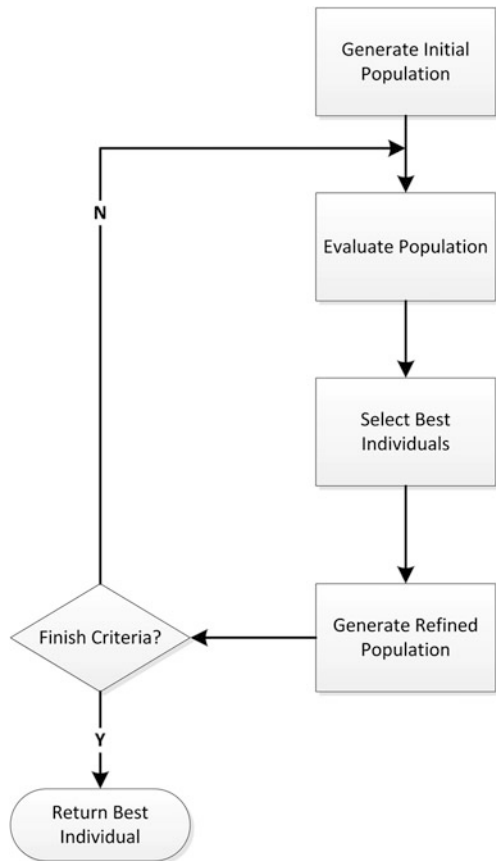 Generate Initial
Population
N
Evaluate Population
Select Best
Individuals
Finish Criteria?
Generate Refined
Population
Y
Return Best
Individual